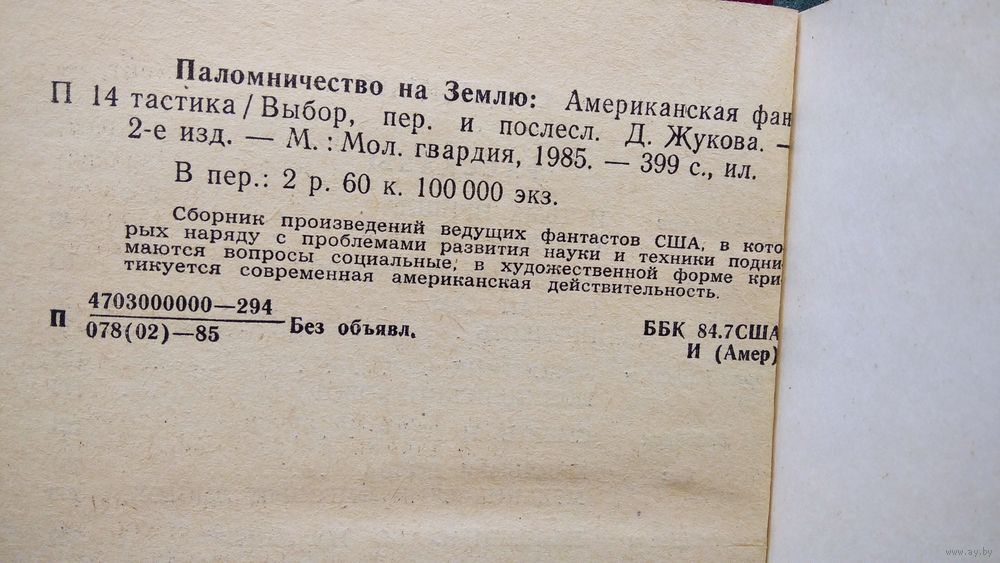 Паломничество на Землю: Американская фан
П 14 тастика / Выбор, пер. и послесл. Д. Жукова. —
2-е изд. — М. : Мол. гвардия, 1985. — 399 с., ил.
В пер.: 2 р. 60 к. 100 000 экз.
Сборник произведений ведущих фантастов США, в кото
рых наряду с проблемами развития науки и техники подни
маются вопросы социальные, в художественной форме кри
тикуется современная американская действительность.
П 4703000000—294
078(02)—85 Без объявл.
ББК 84.7США
И (Амер)
www.ay.by